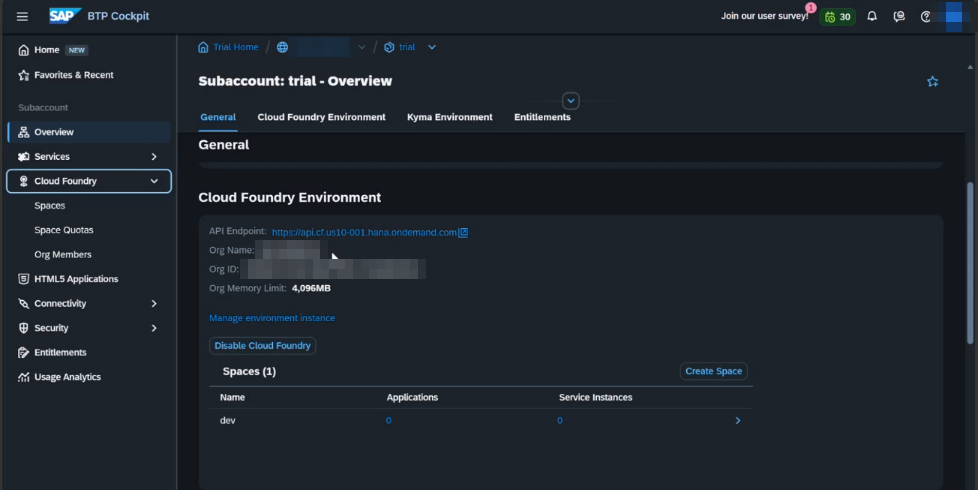 SAP BTP Cockpit
Join our user survey!
1
30
Home NEW
Favorites & Recent
Subaccount
Overview
Services
Cloud Foundry
Spaces
Space Quotas
Org Members
HTML5 Applications
Connectivity
Security
Entitlements
Usage Analytics
Trial Home / / trial
Subaccount: trial - Overview
General Cloud Foundry Environment Kyma Environment Entitlements
General
Cloud Foundry Environment
API Endpoint: https://api.cf.us10-001.hana.ondemand.com
Org Name:
Org ID:
Org Memory Limit: 4,096MB
Manage environment instance
Disable Cloud Foundry
Spaces (1) Create Space
Name Applications Service Instances
dev 0 0